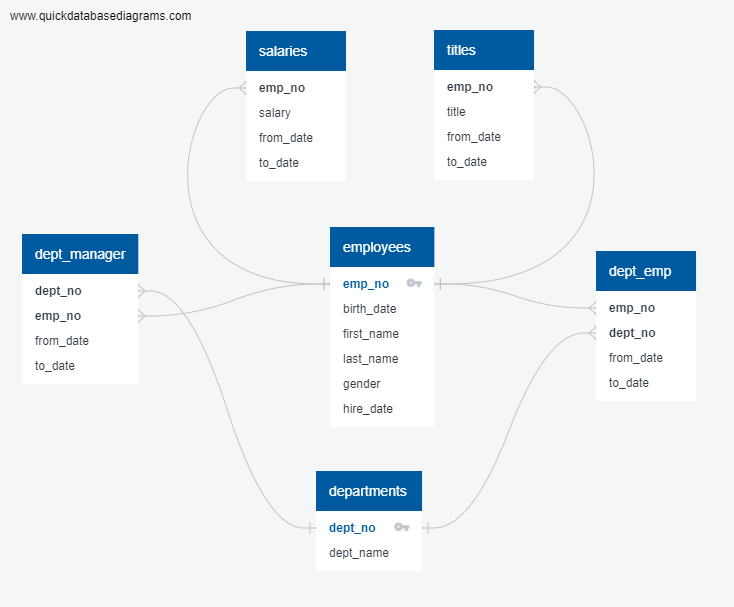 www.quickdatabasediagrams.com
salaries
emp_no
salary
from_date
to_date
titles
emp_no
title
from_date
to_date
dept_manager
dept_no
emp_no
from_date
to_date
employees
emp_no
birth_date
first_name
last_name
gender
hire_date
dept_emp
emp_no
dept_no
from_date
to_date
departments
dept_no
dept_name